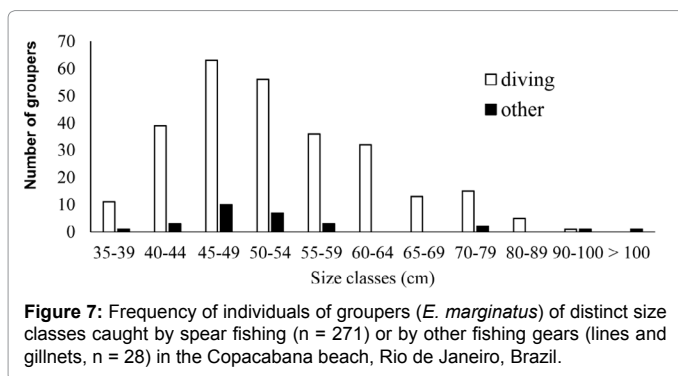 70
60
50
40
30
20
10
0
Number of groupers
diving
other
35-39 40-44 45-49 50-54 55-59 60-64 65-69 70-79 80-89 90-100 > 100
Size classes (cm)
Figure 7: Frequency of individuals of groupers (E. marginatus) of distinct size
classes caught by spear fishing (n = 271) or by other fishing gears (lines and
gillnets, n = 28) in the Copacabana beach, Rio de Janeiro, Brazil.